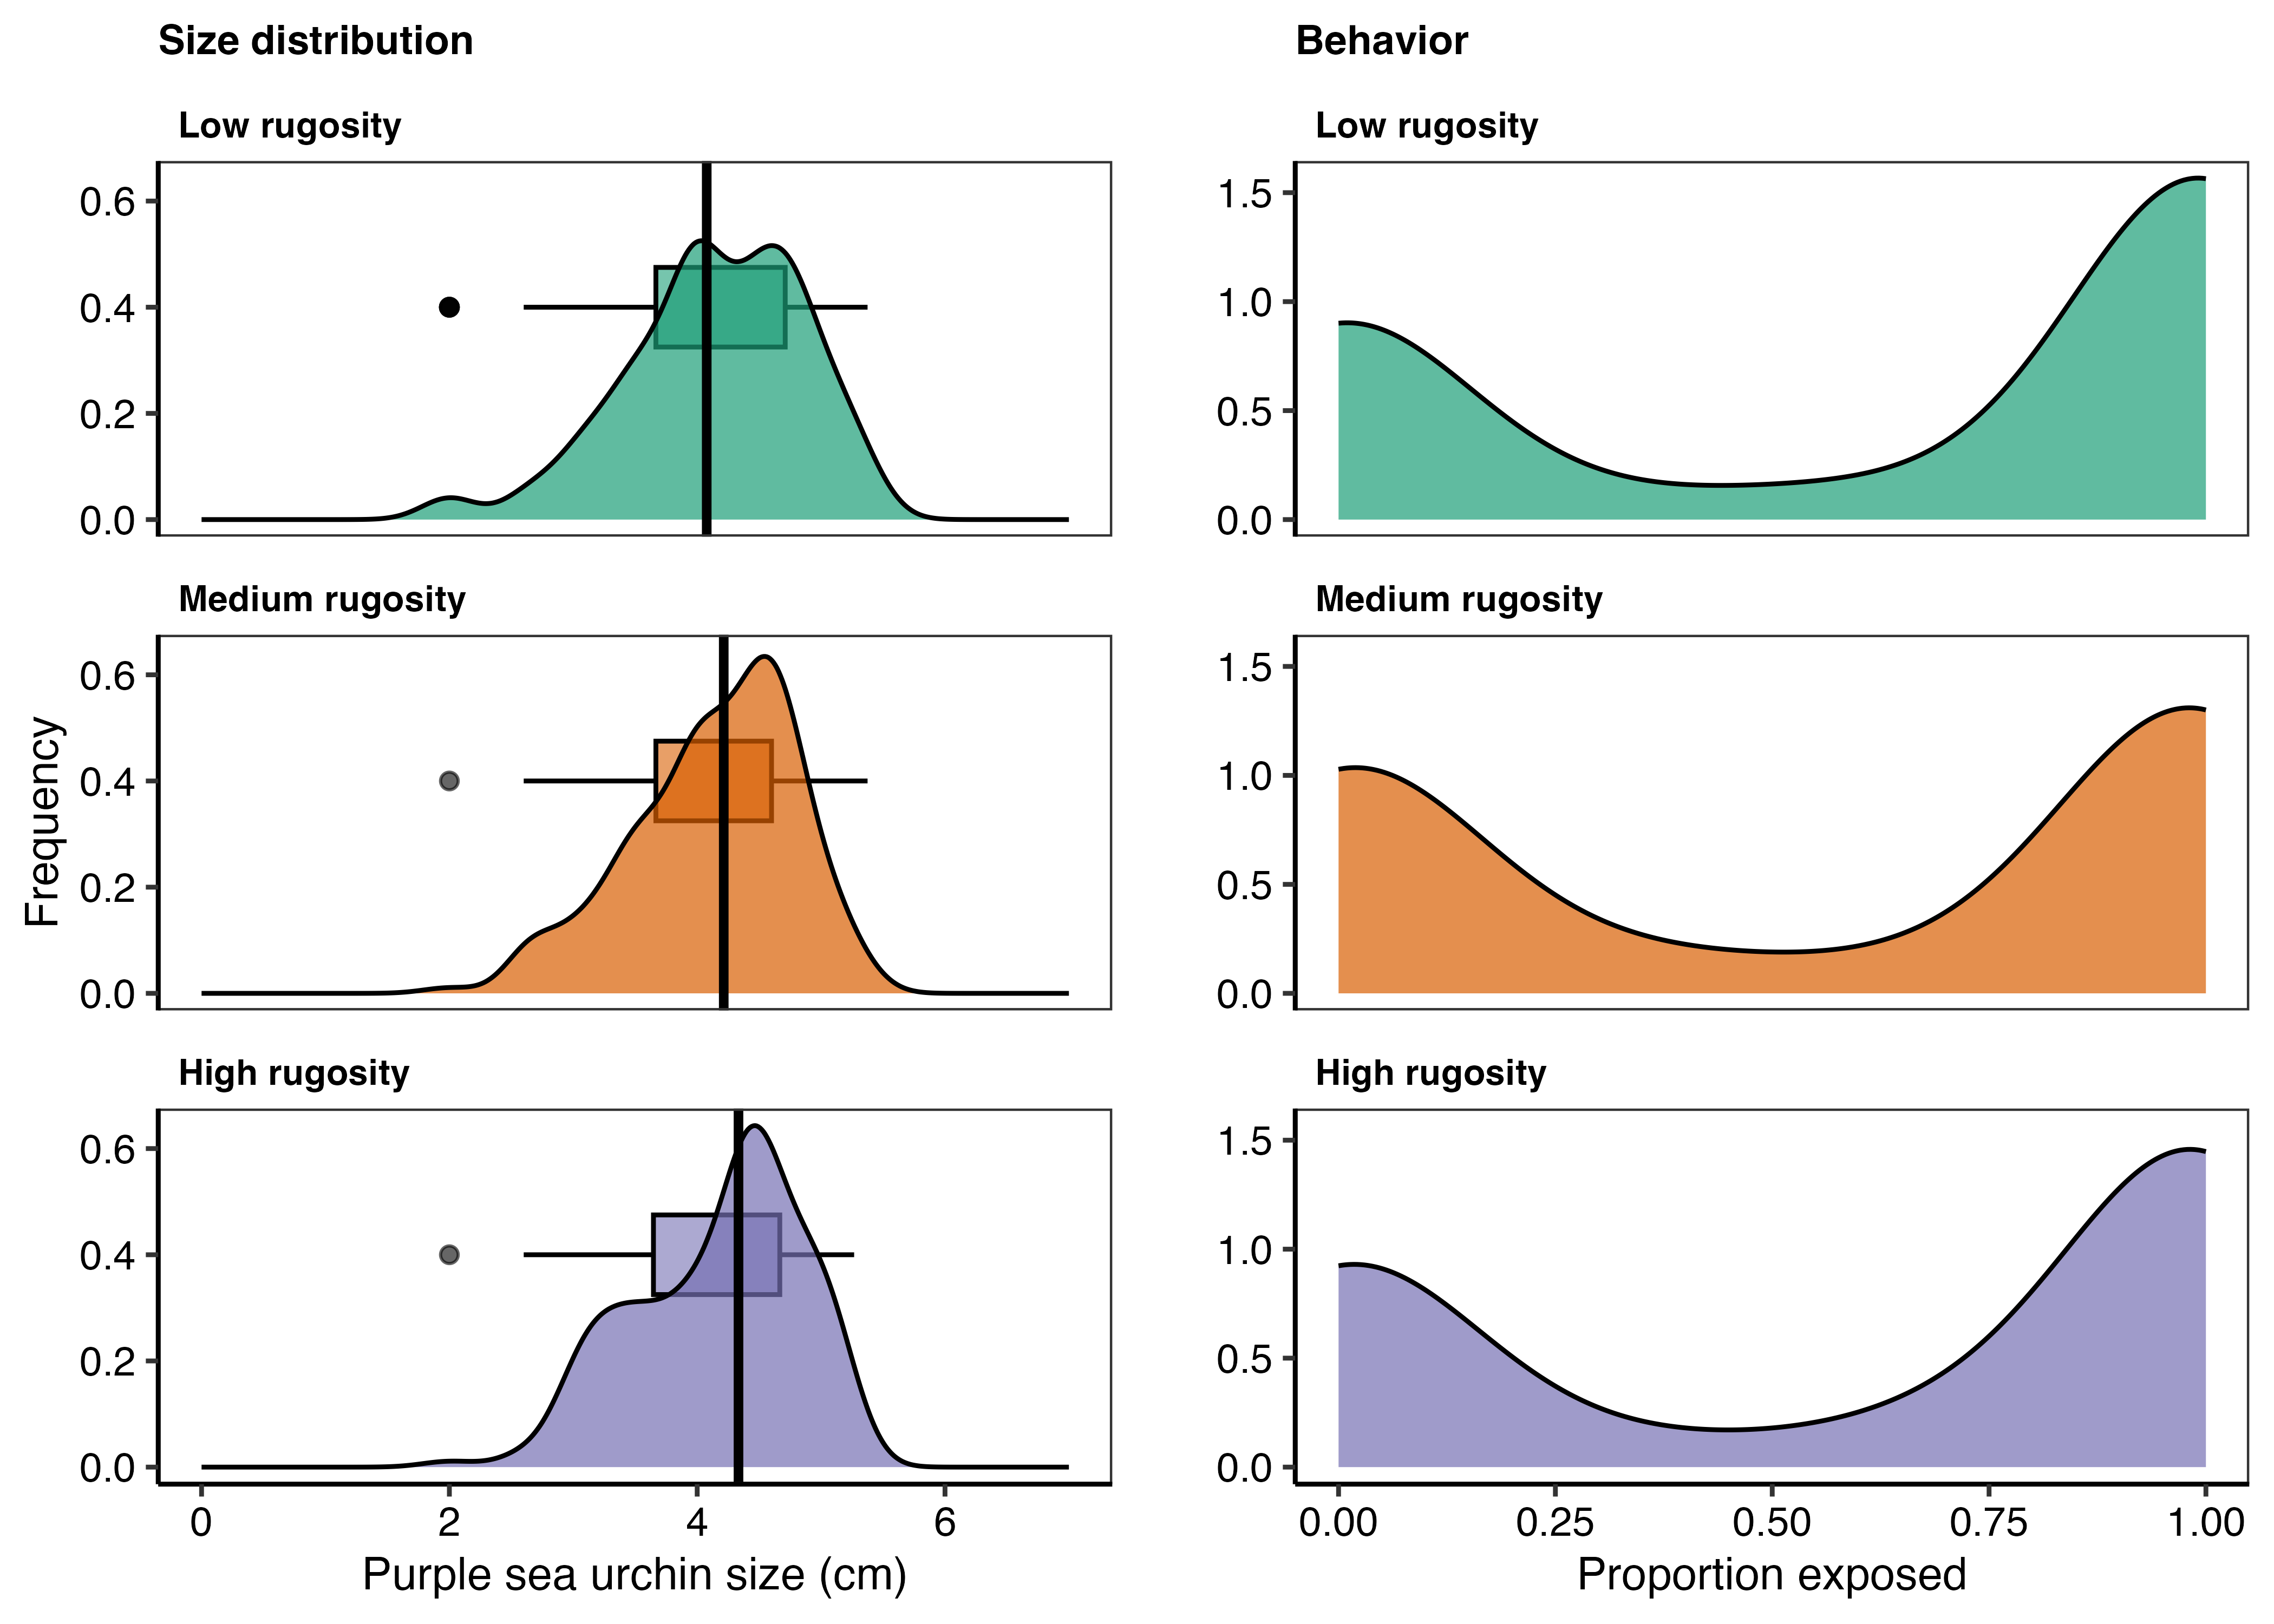 Size distribution
Behavior
Low rugosity
Low rugosity
0.6
0.4
0.2
0.0
1.5
1.0
0.5
0.0
Medium rugosity
Medium rugosity
Frequency
0.6
0.4
0.2
0.0
1.5
1.0
0.5
0.0
High rugosity
High rugosity
0.6
0.4
0.2
0.0
1.5
1.0
0.5
0.0
0 2 4 6
0.00 0.25 0.50 0.75 1.00
Purple sea urchin size (cm)
Proportion exposed